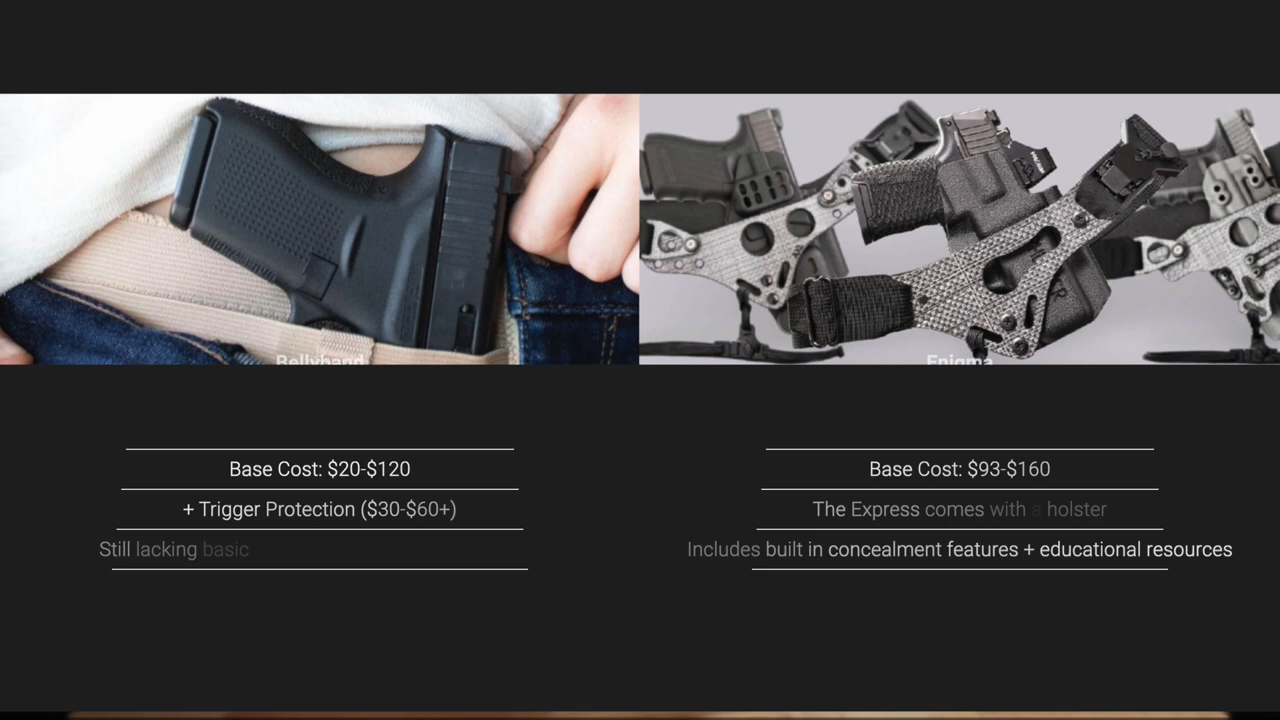 Bellyband
Enigma
Base Cost: $20-$120
+ Trigger Protection ($30-$60+)
Still lacking basic
Base Cost: $93-$160
The Express comes with a holster
Includes built in concealment features + educational resources